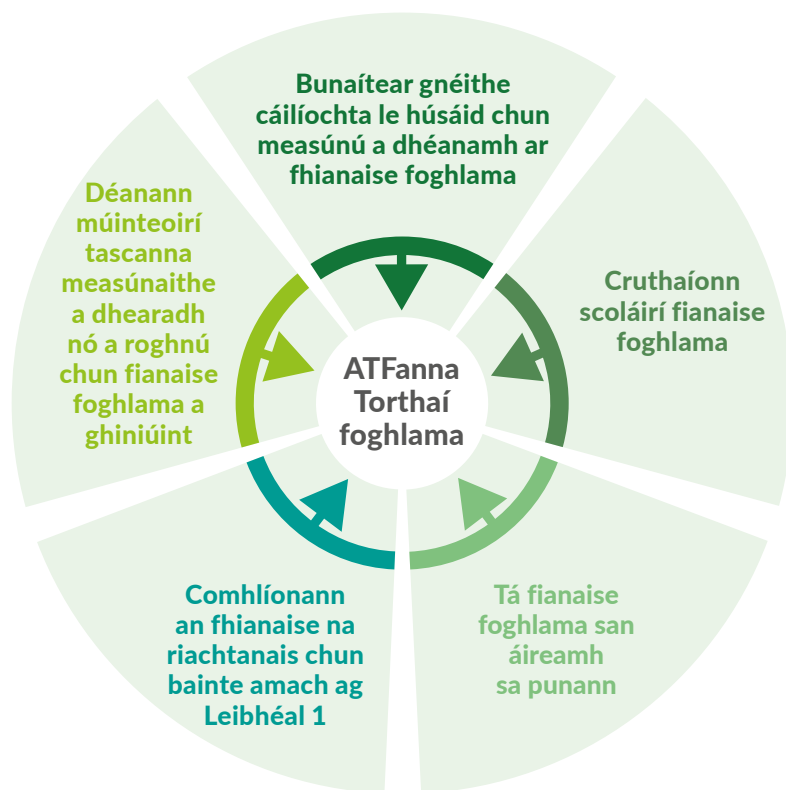 Bunaítear gnéithe
cáilíochta le húsáid chun
measúnú a dhéanamh ar
fhianaise foghlama
Cruthaíonn
scoláirí fianaise
foghlama
Tá fianaise
foghlama san
áireamh
sa punann
Comhlíonann
an fhianaise na
riachtanais chun
bainte amach ag
Leibhéal 1
Déanann
múinteoirí
tascanna
measúnaithe
a dhearadh
nó a roghnú
chun fianaise
foghlama a
ghiniúint
ATFanna
Torthaí
foghlama